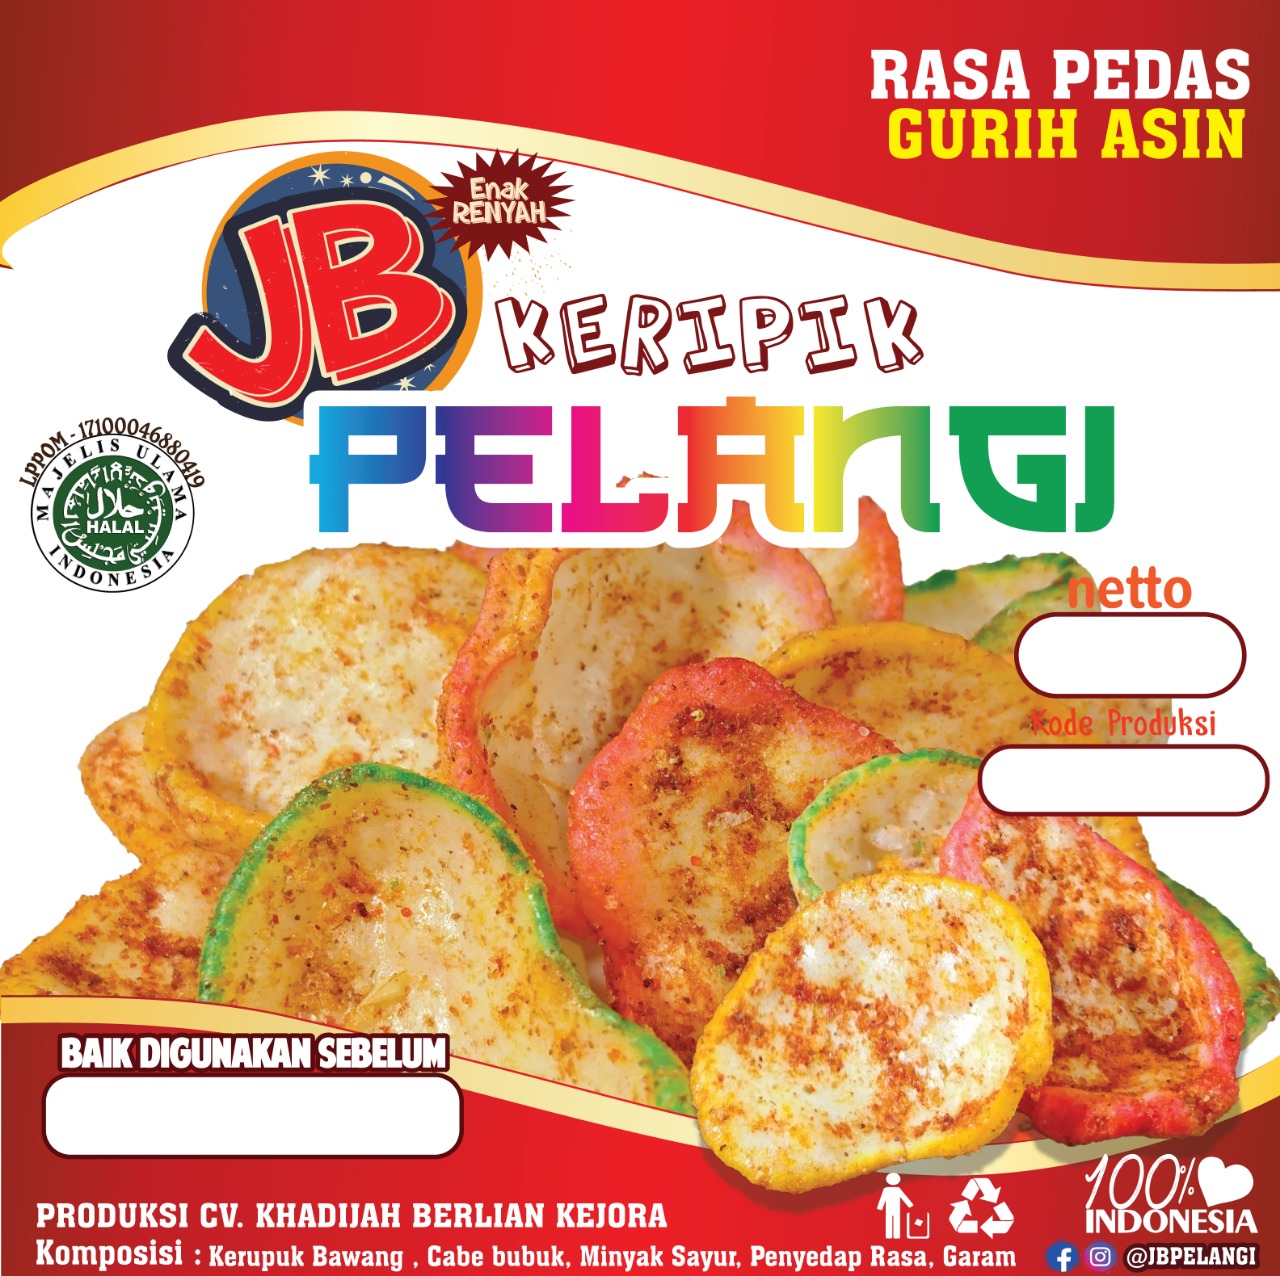 RASA PEDAS
GURIH ASIN
Enak
RENYAH
JB
KERIPIK
PELANGI
LPPOM - 17100046880419
MAJELIS ULAMA
حلال
HALAL
INDONESIA
netto
Kode Produksi
BAIK DIGUNAKAN SEBELUM
PRODUKSI CV. KHADIJAH BERLIAN KEJORA
Komposisi : Kerupuk Bawang , Cabe bubuk, Minyak Sayur, Penyedap Rasa, Garam
100%
INDONESIA
@JBPELANGI